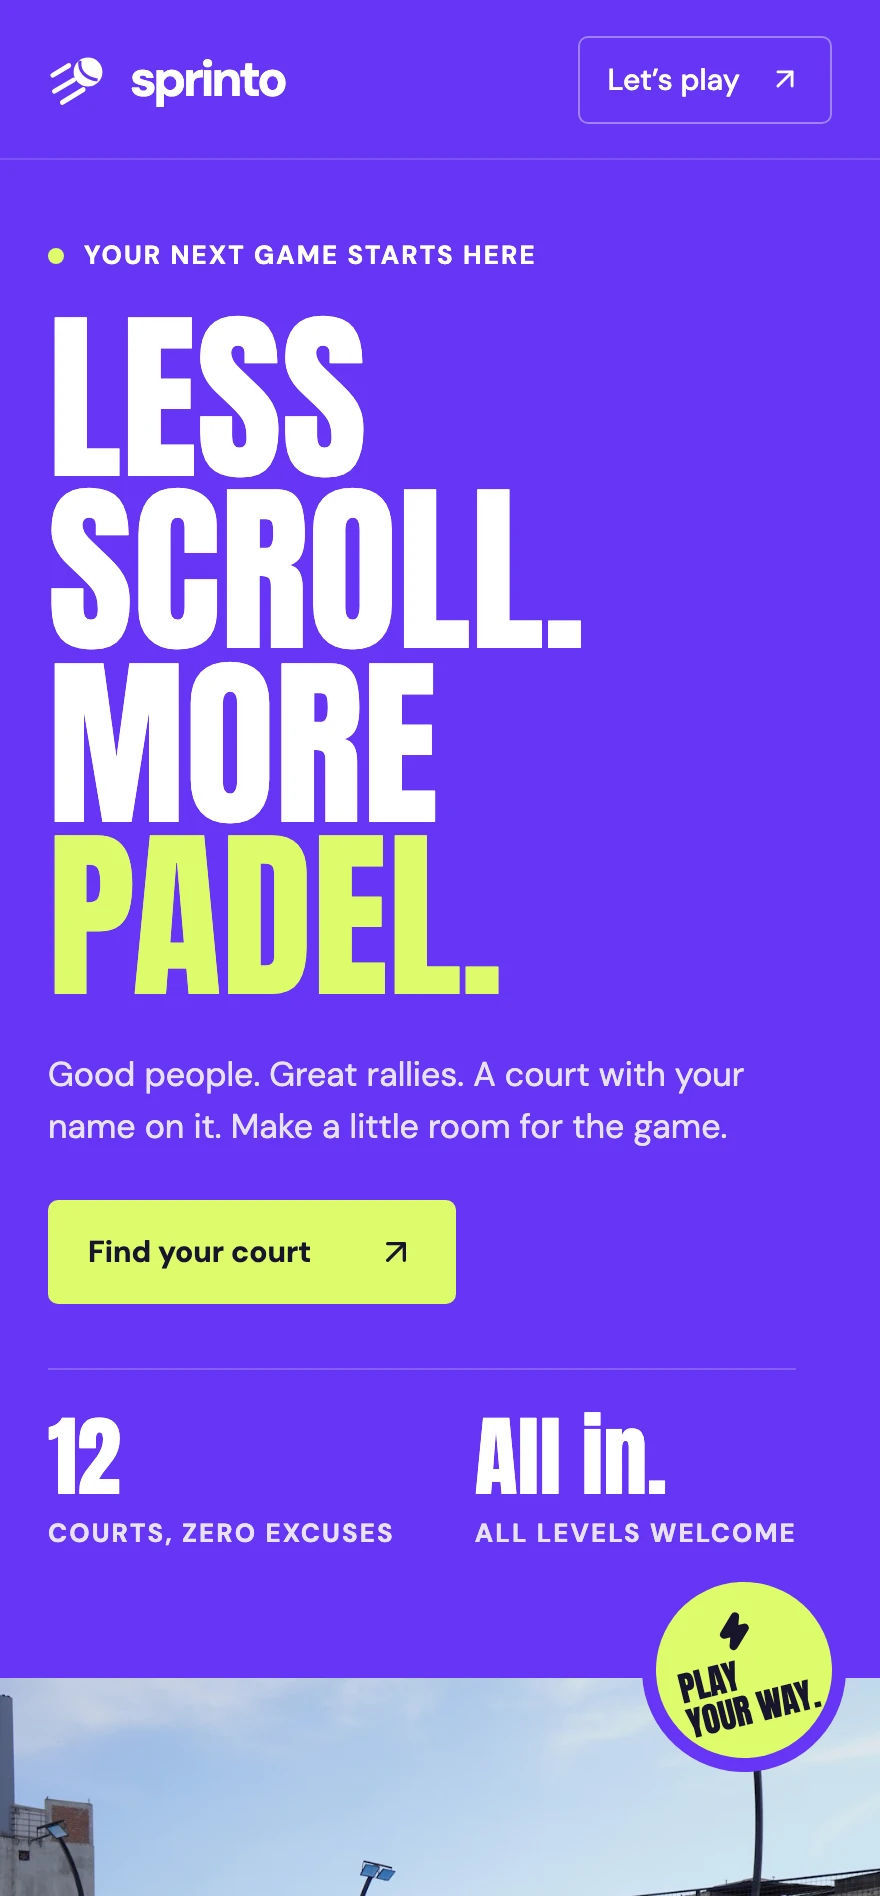 sprinto
Let’s play
YOUR NEXT GAME STARTS HERE
LESS
SCROLL.
MORE
PADEL.
Good people. Great rallies. A court with your
name on it. Make a little room for the game.
Find your court
12
COURTS, ZERO EXCUSES
All in.
ALL LEVELS WELCOME
PLAY
YOUR WAY.